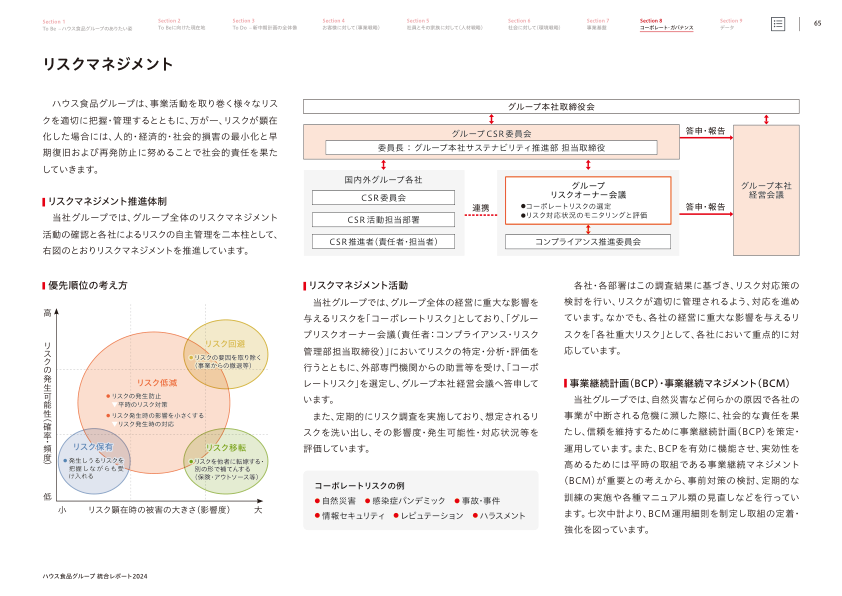 Section 1
To Be -ハウス食品グループのありたい姿
Section 2
To Beに向けた現在地
Section 3
To Do -新中期計画の全体像
Section 4
お客様に対して(事業戦略)
Section 5
社員とその家族に対して(人材戦略)
Section 6
社会に対して(環境戦略)
Section 7
事業基盤
Section 8
コーポレート・ガバナンス
Section 9
データ
65
リスクマネジメント
ハウス食品グループは、事業活動を取り巻く様々なリス
クを適切に把握・管理するとともに、万が一、リスクが顕在
化した場合には、人的・経済的・社会的損害の最小化と早
期復旧および再発防止に努めることで社会的責任を果た
していきます。
リスクマネジメント推進体制
当社グループでは、グループ全体のリスクマネジメント
活動の確認と各社によるリスクの自主管理を二本柱として、
右図のとおりリスクマネジメントを推進しています。
グループ本社取締役会
グループCSR委員会
委員長：グループ本社サステナビリティ推進部 担当取締役
答申・報告
国内外グループ各社
CSR委員会
CSR活動担当部署
CSR推進者(責任者・担当者)
連携
グループ
リスクオーナー会議
●コーポレートリスクの選定
●リスク対応状況のモニタリングと評価
コンプライアンス推進委員会
答申・報告
グループ本社
経営会議
優先順位の考え方
高
リスクの発生可能性(確率・頻度)
低
小
リスク顕在時の被害の大きさ(影響度)
大
リスク回避
●リスクの要因を取り除く
(事業からの撤退等)
リスク低減
●リスクの発生防止
平時のリスク対策
●リスク発生時の影響を小さくする
リスク発生時の対応
リスク保有
●発生しうるリスクを
把握しながらも受
け入れる
リスク移転
●リスクを他者に転嫁する・
別の形で補てんする
(保険・アウトソース等)
リスクマネジメント活動
当社グループでは、グループ全体の経営に重大な影響を
与えるリスクを「コーポレートリスク」としており、「グルー
プリスクオーナー会議(責任者：コンプライアンス・リスク
管理部担当取締役)」においてリスクの特定・分析・評価を
行うとともに、外部専門機関からの助言等を受け、「コーポ
レートリスク」を選定し、グループ本社経営会議へ答申して
います。
また、定期的にリスク調査を実施しており、想定されるリ
スクを洗い出し、その影響度・発生可能性・対応状況等を
評価しています。
コーポレートリスクの例
●自然災害 ●感染症パンデミック ●事故・事件
●情報セキュリティ ●レピュテーション ●ハラスメント
各社・各部署はこの調査結果に基づき、リスク対応策の
検討を行い、リスクが適切に管理されるよう、対応を進め
ています。なかでも、各社の経営に重大な影響を与えるリ
スクを「各社重大リスク」として、各社において重点的に対
応しています。
事業継続計画(BCP)・事業継続マネジメント(BCM)
当社グループでは、自然災害など何らかの原因で各社の
事業が中断される危機に瀕した際に、社会的な責任を果
たし、信頼を維持するために事業継続計画(BCP)を策定・
運用しています。また、BCPを有効に機能させ、実効性を
高めるためには平時の取組である事業継続マネジメント
(BCM)が重要との考えから、事前対策の検討、定期的な
訓練の実施や各種マニュアル類の見直しなどを行ってい
ます。七次中計より、BCM運用細則を制定し取組の定着・
強化を図っています。
ハウス食品グループ 統合レポート2024